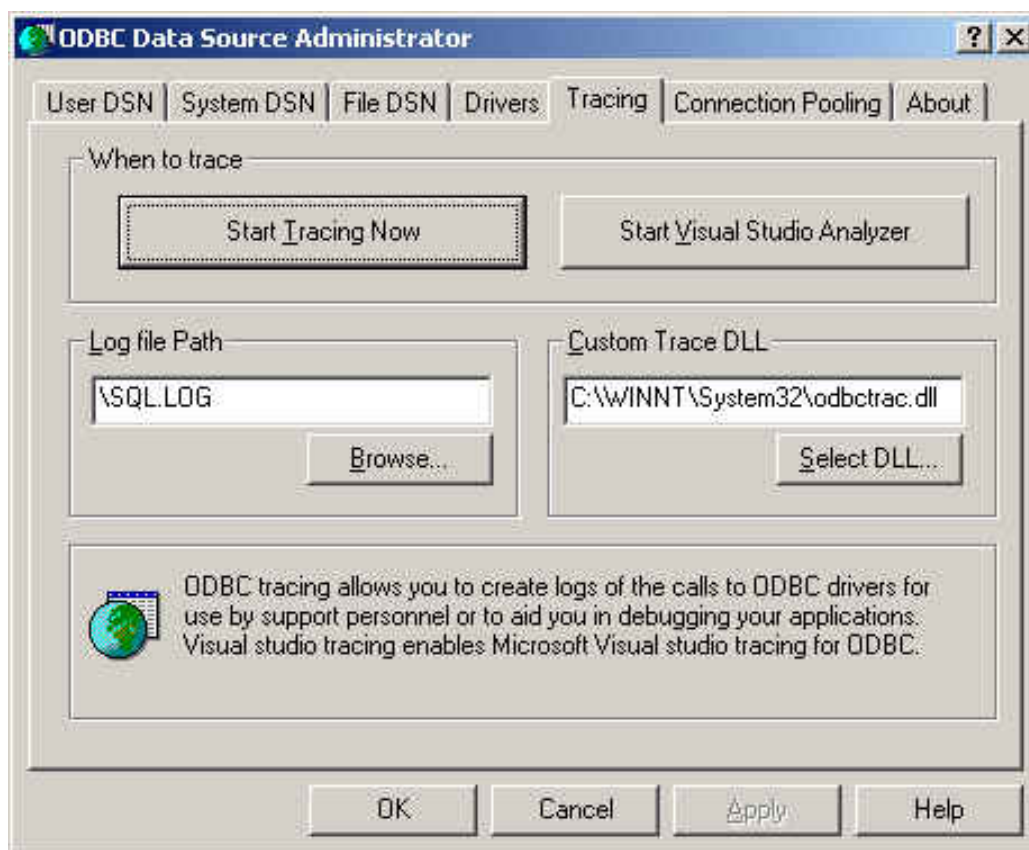 ODBC Data Source Administrator
User DSN System DSN File DSN Drivers Tracing Connection Pooling About
When to trace
Start Tracing Now Start Visual Studio Analyzer
Log file Path Custom Trace DLL
\SQL.LOG C:\WINNT\System32\odbctrac.dll
Browse... Select DLL...
ODBC tracing allows you to create logs of the calls to ODBC drivers for
use by support personnel or to aid you in debugging your applications.
Visual studio tracing enables Microsoft Visual studio tracing for ODBC.
OK Cancel Apply Help